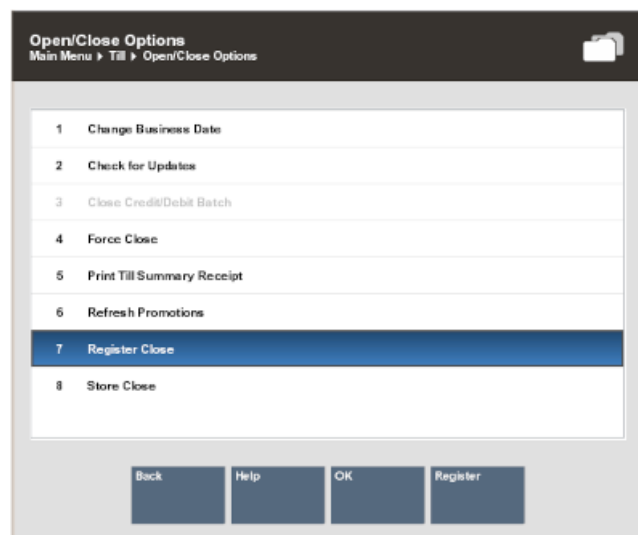 Open/Close Options
Main Menu ▸ Till ▸ Open/Close Options
1 Change Business Date
2 Check for Updates
3 Close Credit/Debit Batch
4 Force Close
5 Print Till Summary Receipt
6 Refresh Promotions
7 Register Close
8 Store Close
Back Help OK Register